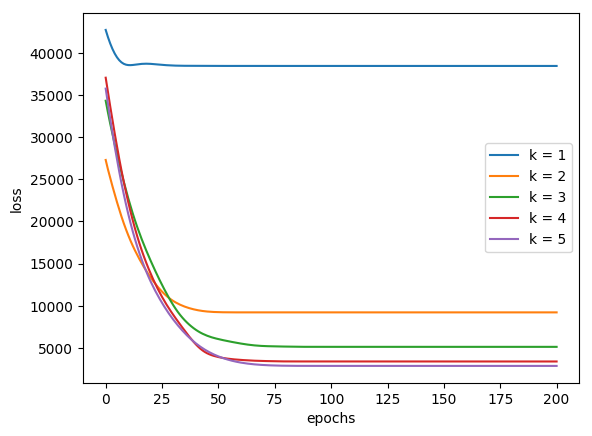 40000
35000
30000
25000
20000
15000
10000
5000
loss
k = 1
k = 2
k = 3
k = 4
k = 5
0 25 50 75 100 125 150 175 200
epochs